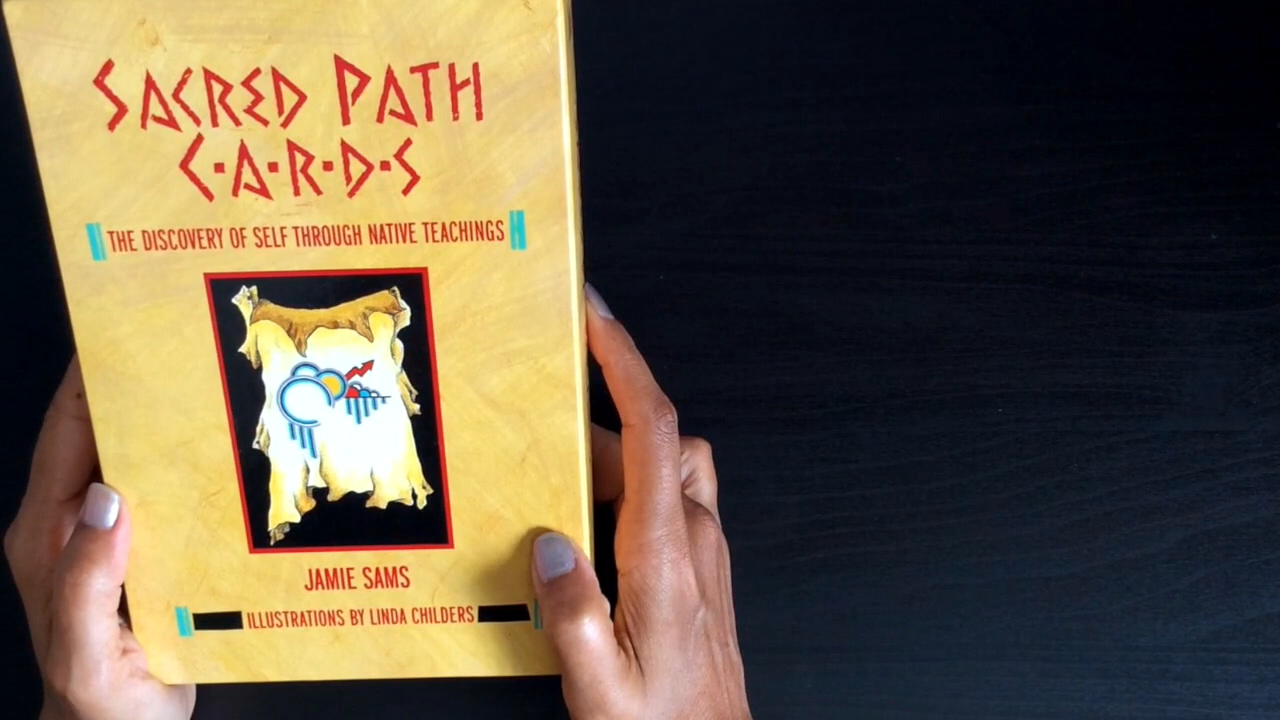 SACRED PATH
C·A·R·D·S
THE DISCOVERY OF SELF THROUGH NATIVE TEACHINGS
JAMIE SAMS
ILLUSTRATIONS BY LINDA CHILDERS